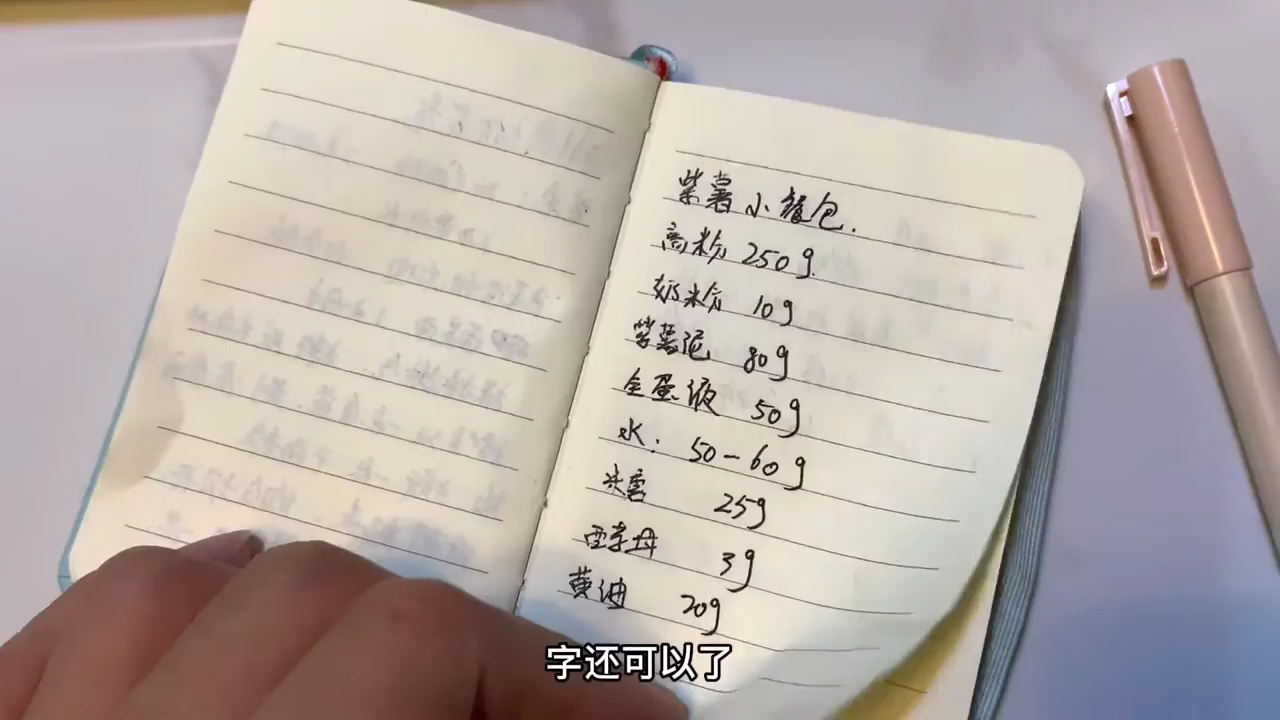 紫薯小餐包.
高粉 250g.
奶粉 10g
紫薯泥 80g
全蛋液 50g
水: 50-60g
25g
酵母 3g
黄油 20g
字还可以了